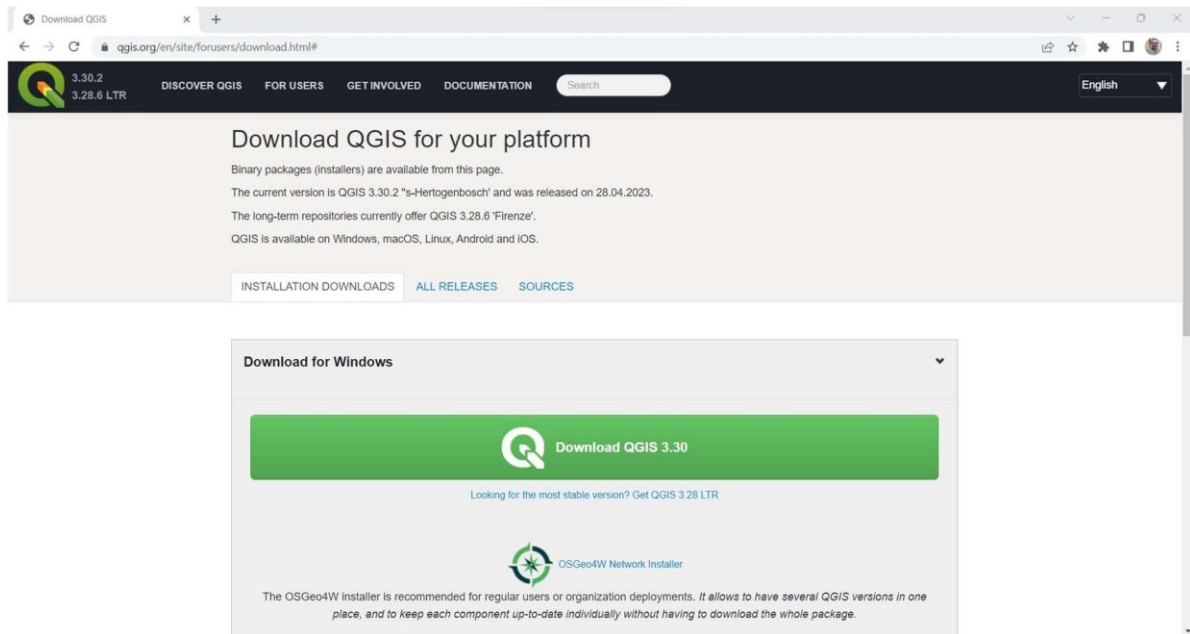 Download QGIS
qgis.org/en/site/forusers/download.html#
3.30.2
3.28.6 LTR
DISCOVER QGIS FOR USERS GET INVOLVED DOCUMENTATION Search English
Download QGIS for your platform
Binary packages (installers) are available from this page.
The current version is QGIS 3.30.2 ''s-Hertogenbosch' and was released on 28.04.2023.
The long-term repositories currently offer QGIS 3.28.6 'Firenze'.
QGIS is available on Windows, macOS, Linux, Android and iOS.
INSTALLATION DOWNLOADS ALL RELEASES SOURCES
Download for Windows
Download QGIS 3.30
Looking for the most stable version? Get QGIS 3.28 LTR
OSGeo4W Network Installer
The OSGeo4W installer is recommended for regular users or organization deployments. It allows to have several QGIS versions in one
place, and to keep each component up-to-date individually without having to download the whole package.